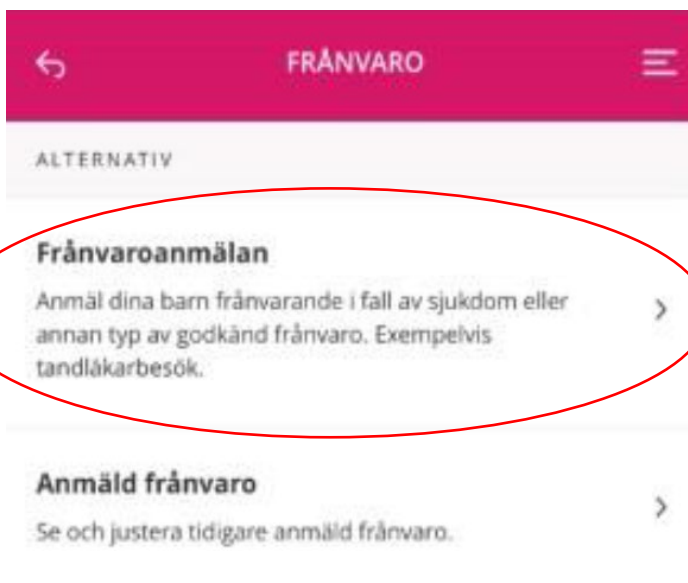 FRÅNVARO
ALTERNATIV
Frånvaroanmälan
Anmäl dina barn frånvarande i fall av sjukdom eller
annan typ av godkänd frånvaro. Exempelvis
tandläkarbesök.
Anmäld frånvaro
Se och justera tidigare anmäld frånvaro.